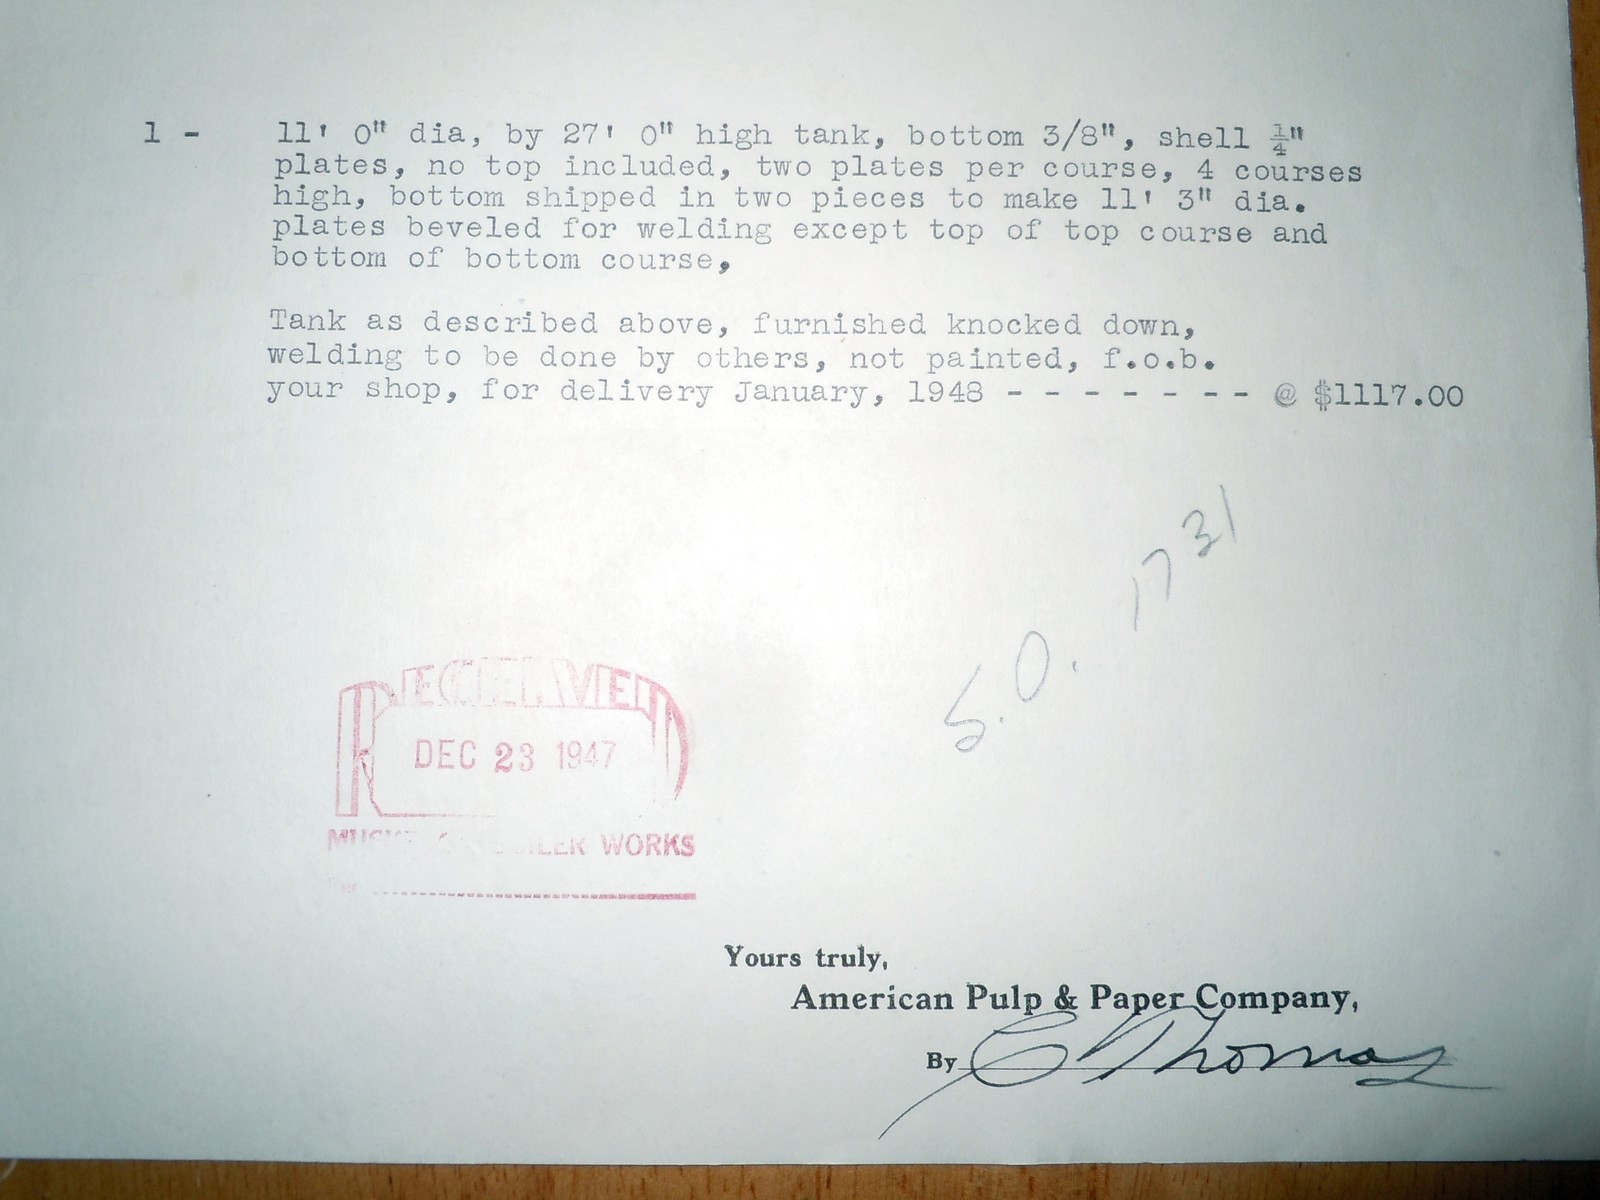 1 - 11' 0" dia, by 27' 0" high tank, bottom 3/8", shell ¼"
plates, no top included, two plates per course, 4 courses
high, bottom shipped in two pieces to make 11' 3" dia.
plates beveled for welding except top of top course and
bottom of bottom course,
Tank as described above, furnished knocked down,
welding to be done by others, not painted, f.o.b.
your shop, for delivery January, 1948 - - - - - - - - @ $1117.00
S.O. 1731
RECEIVED
DEC 23 1947
BOILER WORKS
Yours truly,
American Pulp & Paper Company,
By C Thomas